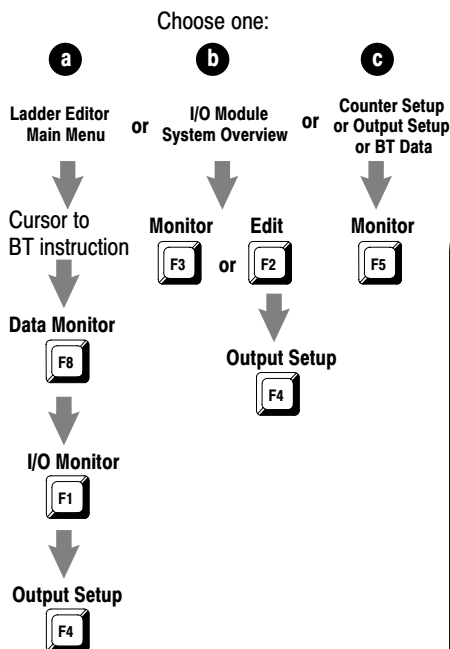 Choose one:
a
b
c
Ladder Editor
Main Menu
or
I/O Module
System Overview
or
Counter Setup
or Output Setup
or BT Data
Cursor to
BT instruction
Monitor
F3
or
Edit
F2
Monitor
F5
Data Monitor
F8
Output Setup
F4
I/O Monitor
F1
Output Setup
F4